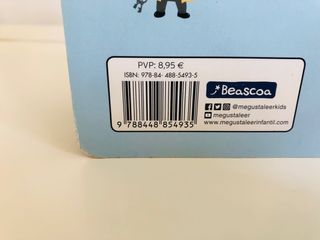 PVP: 8,95 €
ISBN: 978-84-488-5493-5
9 788448 854935
Beascoa
@megustaleerkids
megustaleer
www.megustaleerinfantil.com